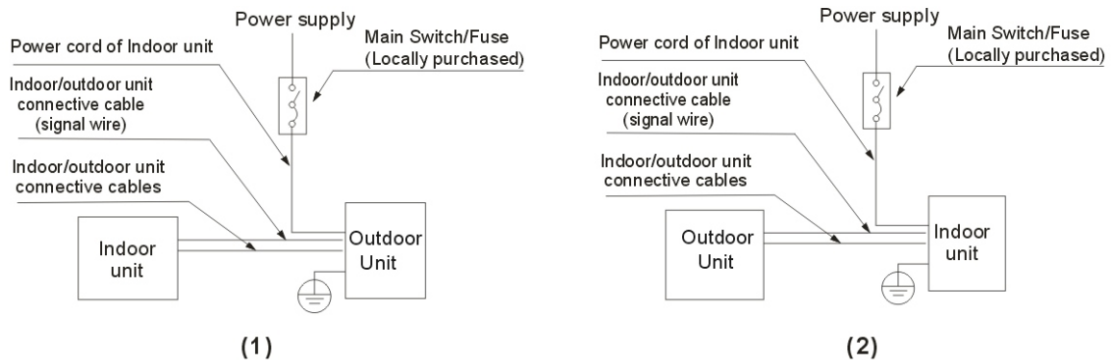 Power supply
Power cord of Indoor unit
Main Switch/Fuse
(Locally purchased)
Indoor/outdoor unit
connective cable
(signal wire)
Indoor/outdoor unit
connective cables
Indoor
unit
Outdoor
Unit
(1)
Power supply
Power cord of Indoor unit
Main Switch/Fuse
(Locally purchased)
Indoor/outdoor unit
connective cable
(signal wire)
Indoor/outdoor unit
connective cables
Outdoor
Unit
Indoor
unit
(2)